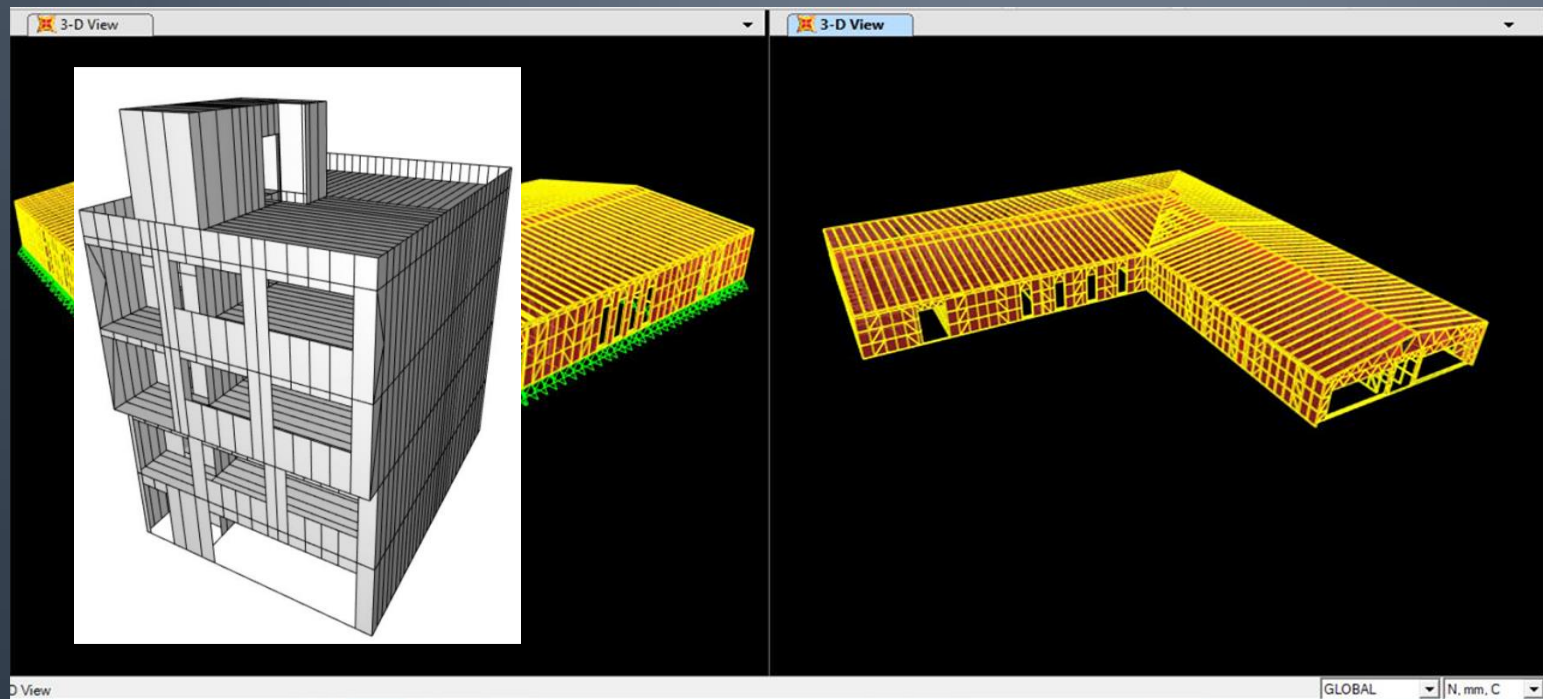 3-D View
3-D View
D View
GLOBAL
N, mm, C